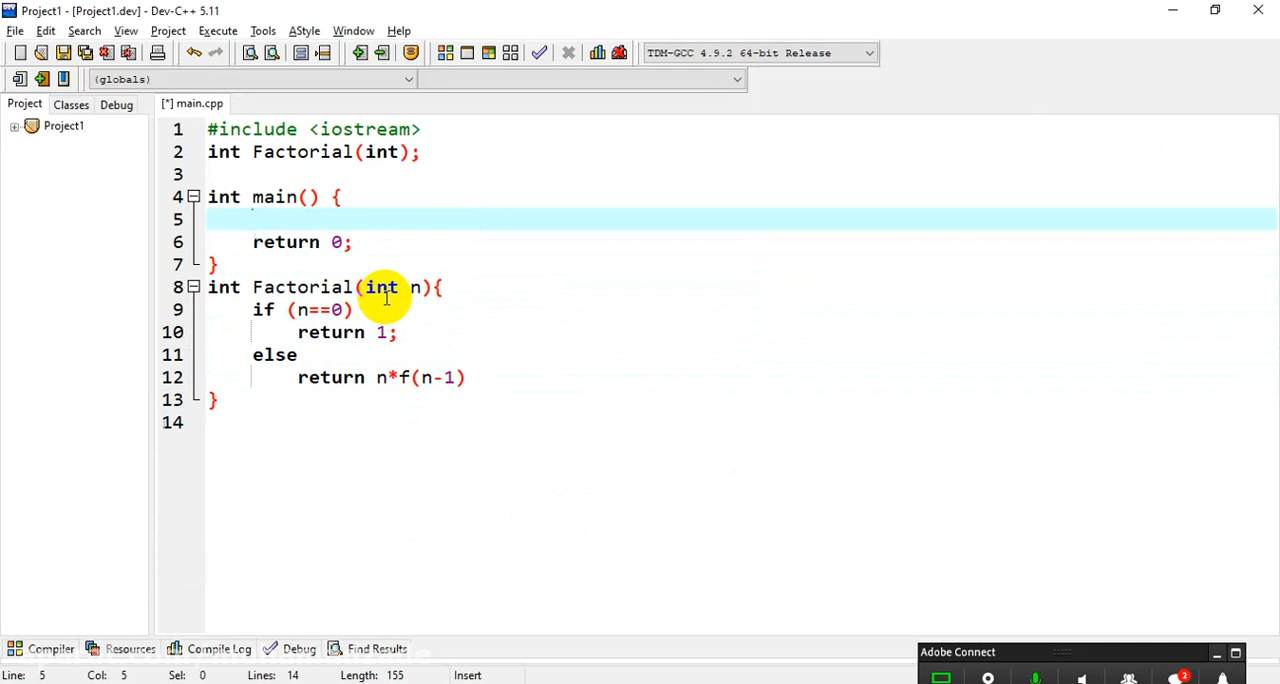 Project1 - [Project1.dev] - Dev-C++ 5.11
File Edit Search View Project Execute Tools AStyle Window Help
TDM-GCC 4.9.2 64-bit Release
(globals)
Project Classes Debug [*] main.cpp
Project1
1 #include <iostream>
2 int Factorial(int);
3
4 int main() {
5
6 return 0;
7 }
8 int Factorial(int n){
9 if (n==0)
10 return 1;
11 else
12 return n*f(n-1)
13 }
14
Compiler Resources Compile Log Debug Find Results
Adobe Connect
Line: 5 Col: 5 Sel: 0 Lines: 14 Length: 155 Insert
2